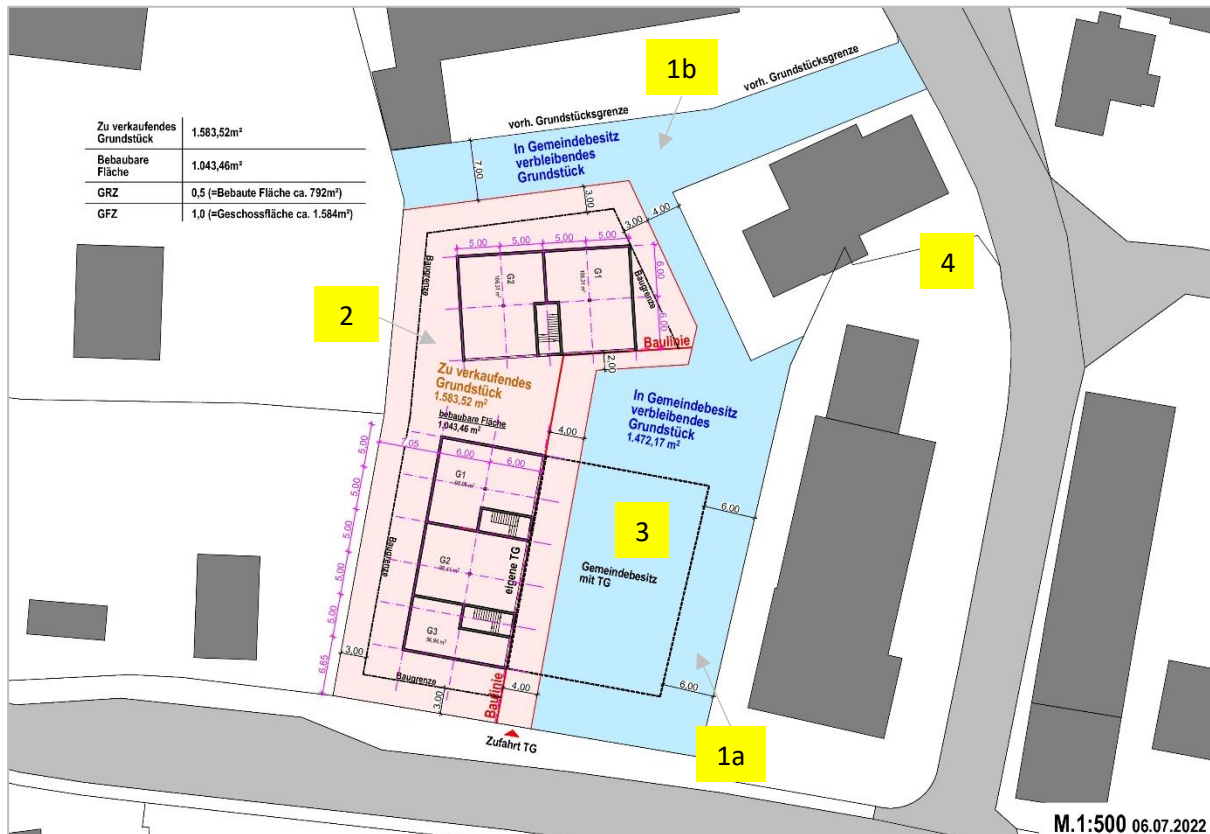 1b
vorh. Grundstücksgrenze
vorh. Grundstücksgrenze
Zu verkaufendes
Grundstück
1.583,52m²
Bebaubare
Fläche
1.043,46m²
GRZ
0,5 (=Bebaute Fläche ca. 792m²)
GFZ
1,0 (=Geschossfläche ca. 1.584m²)
In Gemeindebesitz
verbleibendes
Grundstück
7,00
3,00
3,00
4,00
5,00
5,00
5,00
5,00
6,00
6,00
Baugrenze
Baugrenze
G2
G1
4
2
Baulinie
2,00
Zu verkaufendes
Grundstück
1.583,52 m²
bebaubare Fläche
1.043,46 m²
In Gemeindebesitz
verbleibendes
Grundstück
1.472,17 m²
4,00
7,05
6,00
6,00
5,00
5,00
5,00
5,00
5,00
6,65
G1
G2
G3
eigene TG
Baugrenze
3
Gemeindebesitz
mit TG
6,00
6,00
3,00
Baugrenze
3,00
4,00
Baulinie
Zufahrt TG
1a
M.1:500 06.07.2022